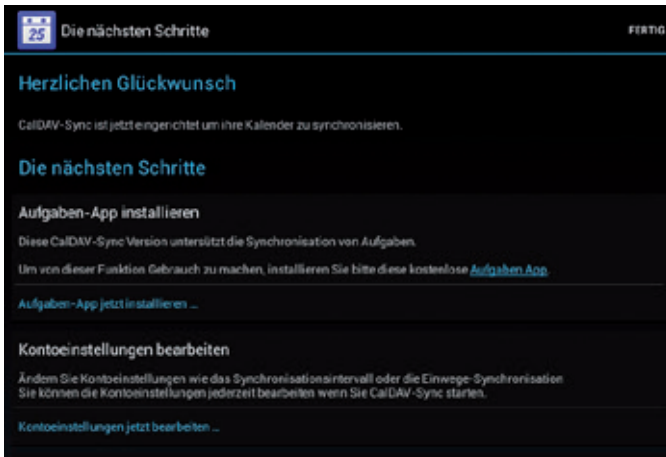 25 Die nächsten Schritte FERTIG
Herzlichen Glückwunsch
CalDAV-Sync ist jetzt eingerichtet um ihre Kalender zu synchronisieren.
Die nächsten Schritte
Aufgaben-App installieren
Diese CalDAV-Sync Version untersützt die Synchronisation von Aufgaben.
Um von dieser Funktion Gebrauch zu machen, installieren Sie bitte diese kostenlose Aufgaben App.
Aufgaben-App jetzt installieren ...
Kontoeinstellungen bearbeiten
Ändern Sie Kontoeinstellungen wie das Synchronisationsintervall oder die Einwege-Synchronisation
Sie können die Kontoeinstellungen jederzeit bearbeiten wenn Sie CalDAV-Sync starten.
Kontoeinstellungen jetzt bearbeiten ...